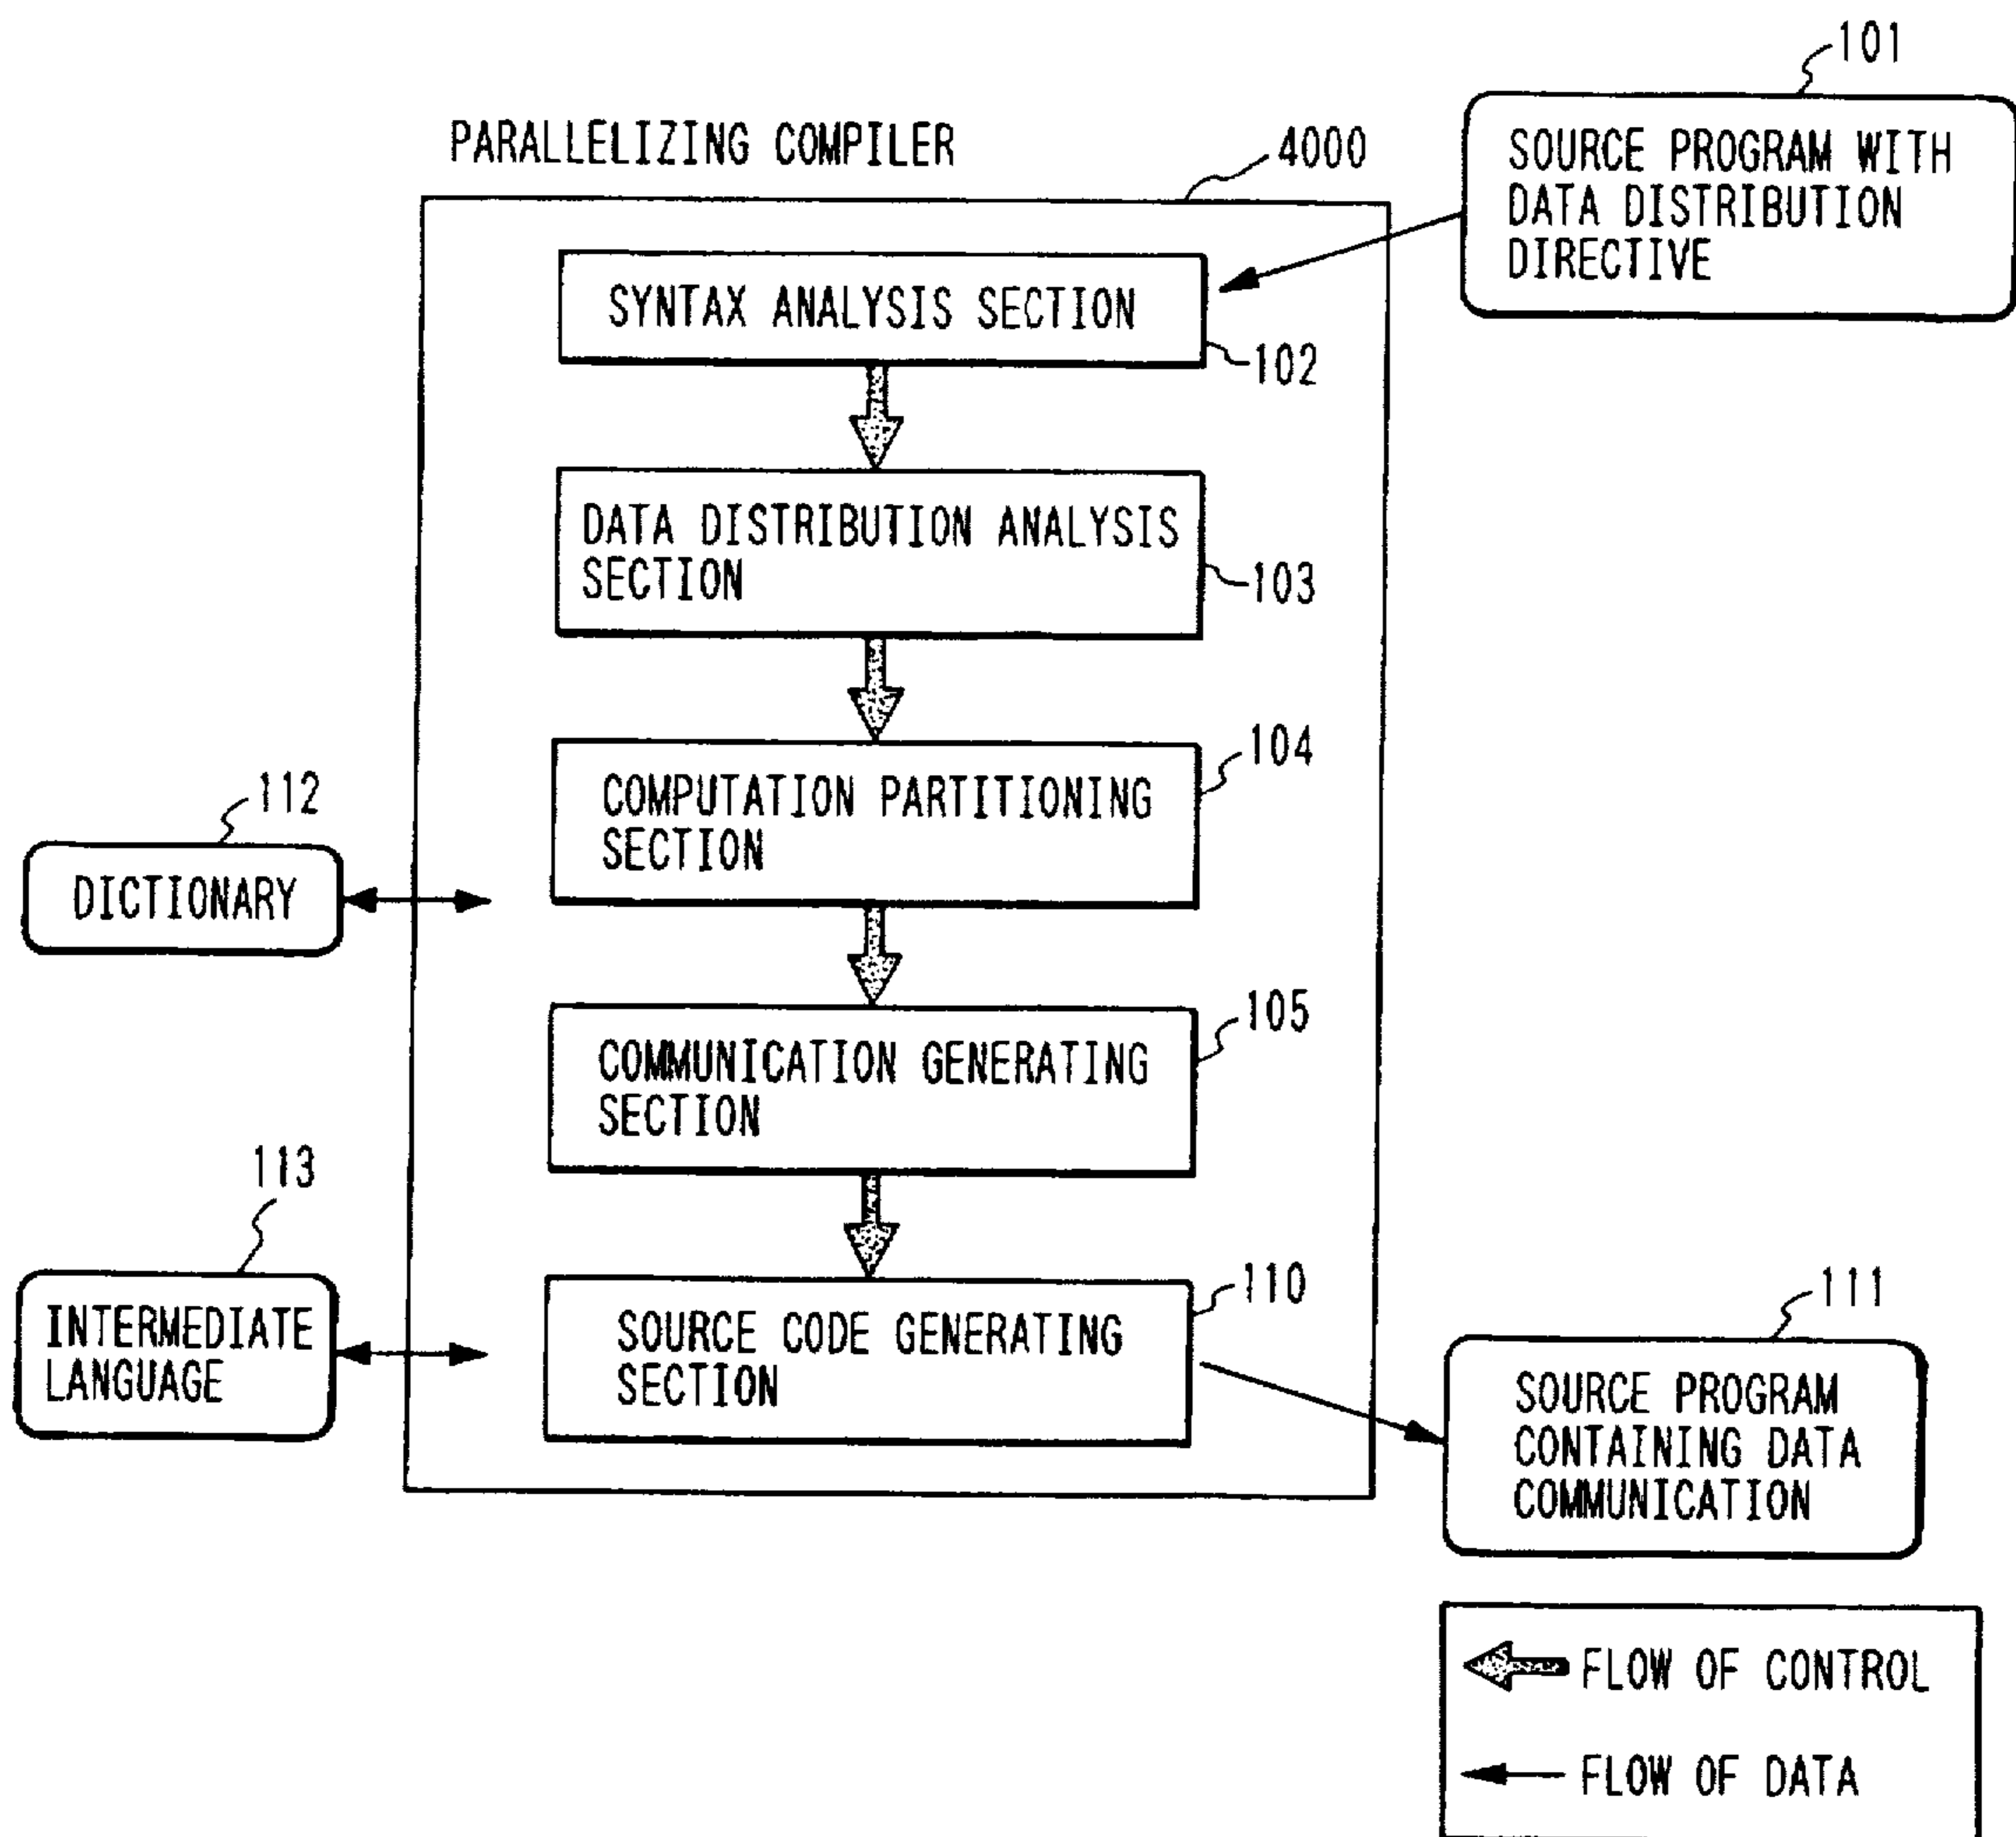 101
PARALLELIZING COMPILER
4000
SOURCE PROGRAM WITH
DATA DISTRIBUTION
DIRECTIVE
SYNTAX ANALYSIS SECTION
102
DATA DISTRIBUTION ANALYSIS
SECTION
103
104
COMPUTATION PARTITIONING
SECTION
112
DICTIONARY
105
COMMUNICATION GENERATING
SECTION
113
INTERMEDIATE
LANGUAGE
110
SOURCE CODE GENERATING
SECTION
111
SOURCE PROGRAM
CONTAINING DATA
COMMUNICATION
FLOW OF CONTROL
FLOW OF DATA